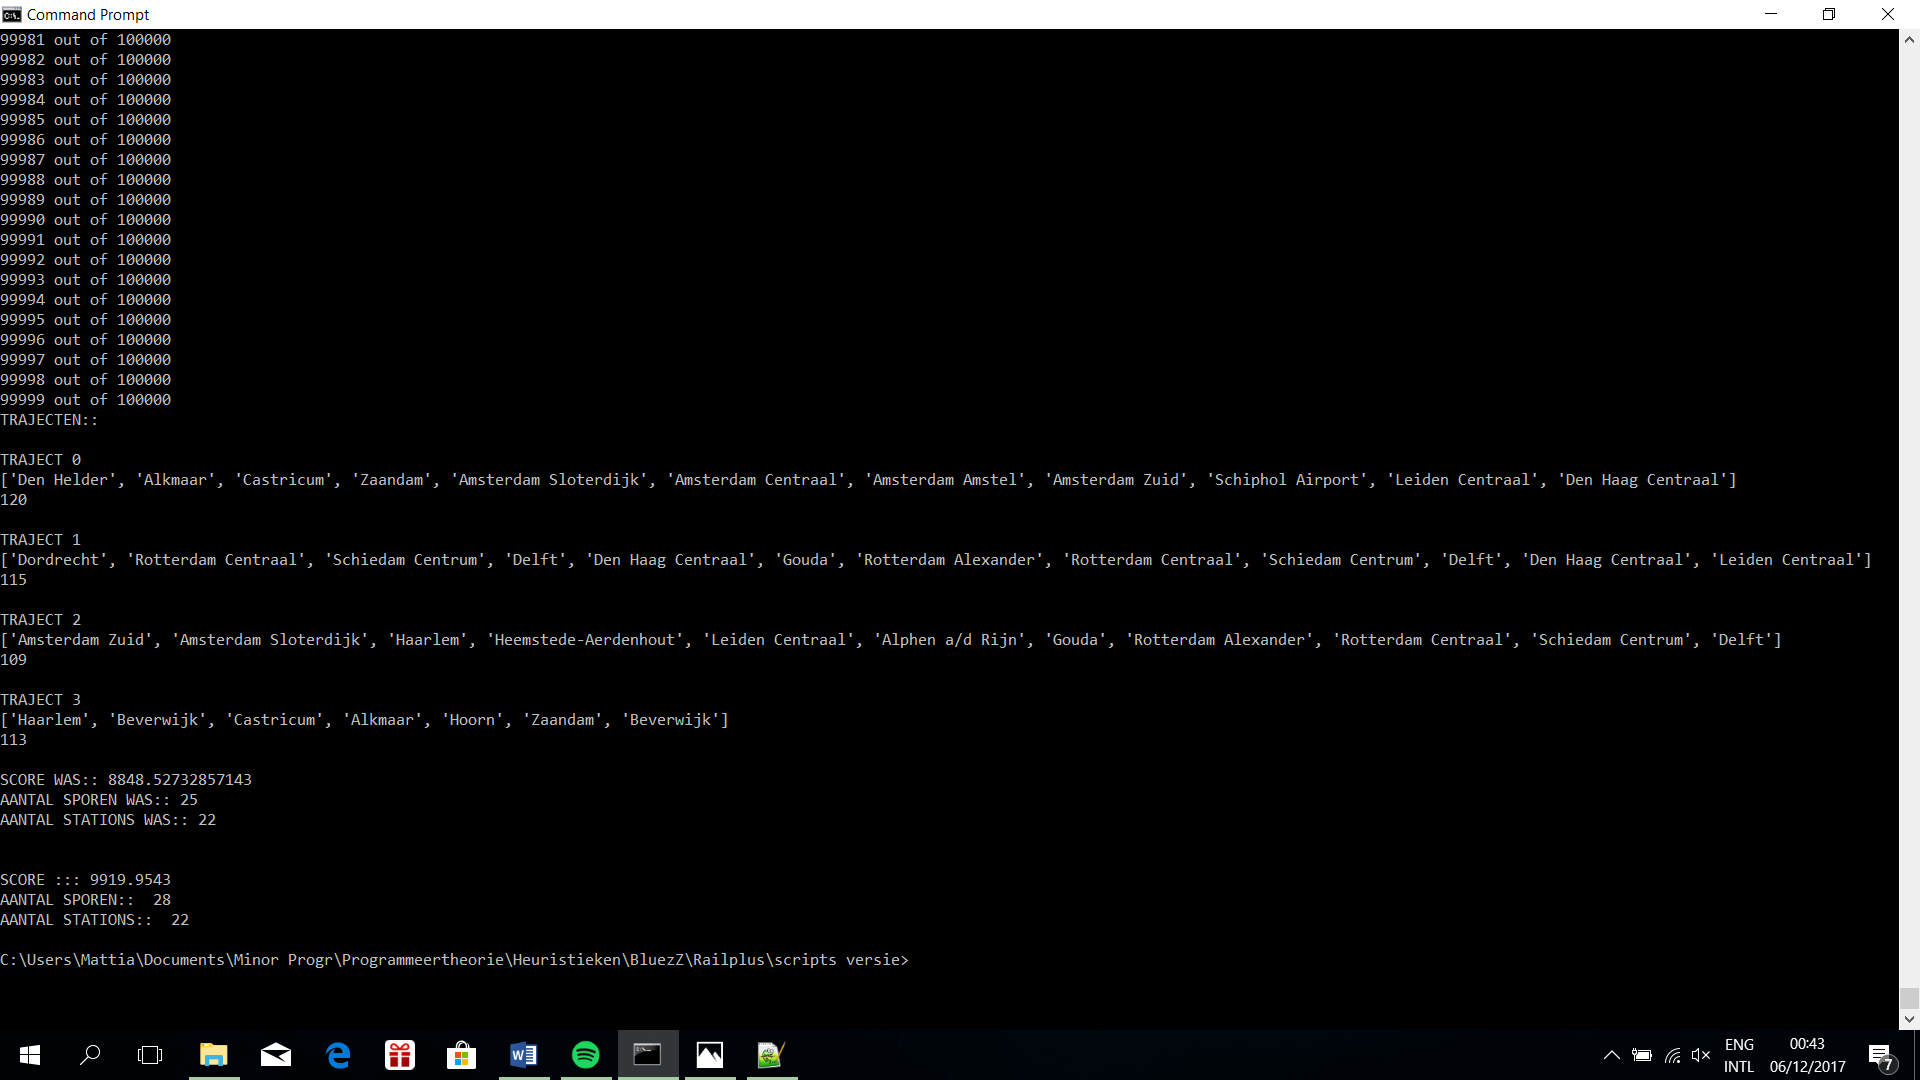 Command Prompt
99981 out of 100000
99982 out of 100000
99983 out of 100000
99984 out of 100000
99985 out of 100000
99986 out of 100000
99987 out of 100000
99988 out of 100000
99989 out of 100000
99990 out of 100000
99991 out of 100000
99992 out of 100000
99993 out of 100000
99994 out of 100000
99995 out of 100000
99996 out of 100000
99997 out of 100000
99998 out of 100000
99999 out of 100000
TRAJECTEN::
TRAJECT 0
['Den Helder', 'Alkmaar', 'Castricum', 'Zaandam', 'Amsterdam Sloterdijk', 'Amsterdam Centraal', 'Amsterdam Amstel', 'Amsterdam Zuid', 'Schiphol Airport', 'Leiden Centraal', 'Den Haag Centraal']
120
TRAJECT 1
['Dordrecht', 'Rotterdam Centraal', 'Schiedam Centrum', 'Delft', 'Den Haag Centraal', 'Gouda', 'Rotterdam Alexander', 'Rotterdam Centraal', 'Schiedam Centrum', 'Delft', 'Den Haag Centraal', 'Leiden Centraal']
115
TRAJECT 2
['Amsterdam Zuid', 'Amsterdam Sloterdijk', 'Haarlem', 'Heemstede-Aerdenhout', 'Leiden Centraal', 'Alphen a/d Rijn', 'Gouda', 'Rotterdam Alexander', 'Rotterdam Centraal', 'Schiedam Centrum', 'Delft']
109
TRAJECT 3
['Haarlem', 'Beverwijk', 'Castricum', 'Alkmaar', 'Hoorn', 'Zaandam', 'Beverwijk']
113
SCORE WAS:: 8848.52732857143
AANTAL SPOREN WAS:: 25
AANTAL STATIONS WAS:: 22
SCORE ::: 9919.9543
AANTAL SPOREN::  28
AANTAL STATIONS::  22
C:\Users\Mattia\Documents\Minor Progr\Programmeertheorie\Heuristieken\BluezZ\Railplus\scripts versie>
ENG 00:43
INTL 06/12/2017 7